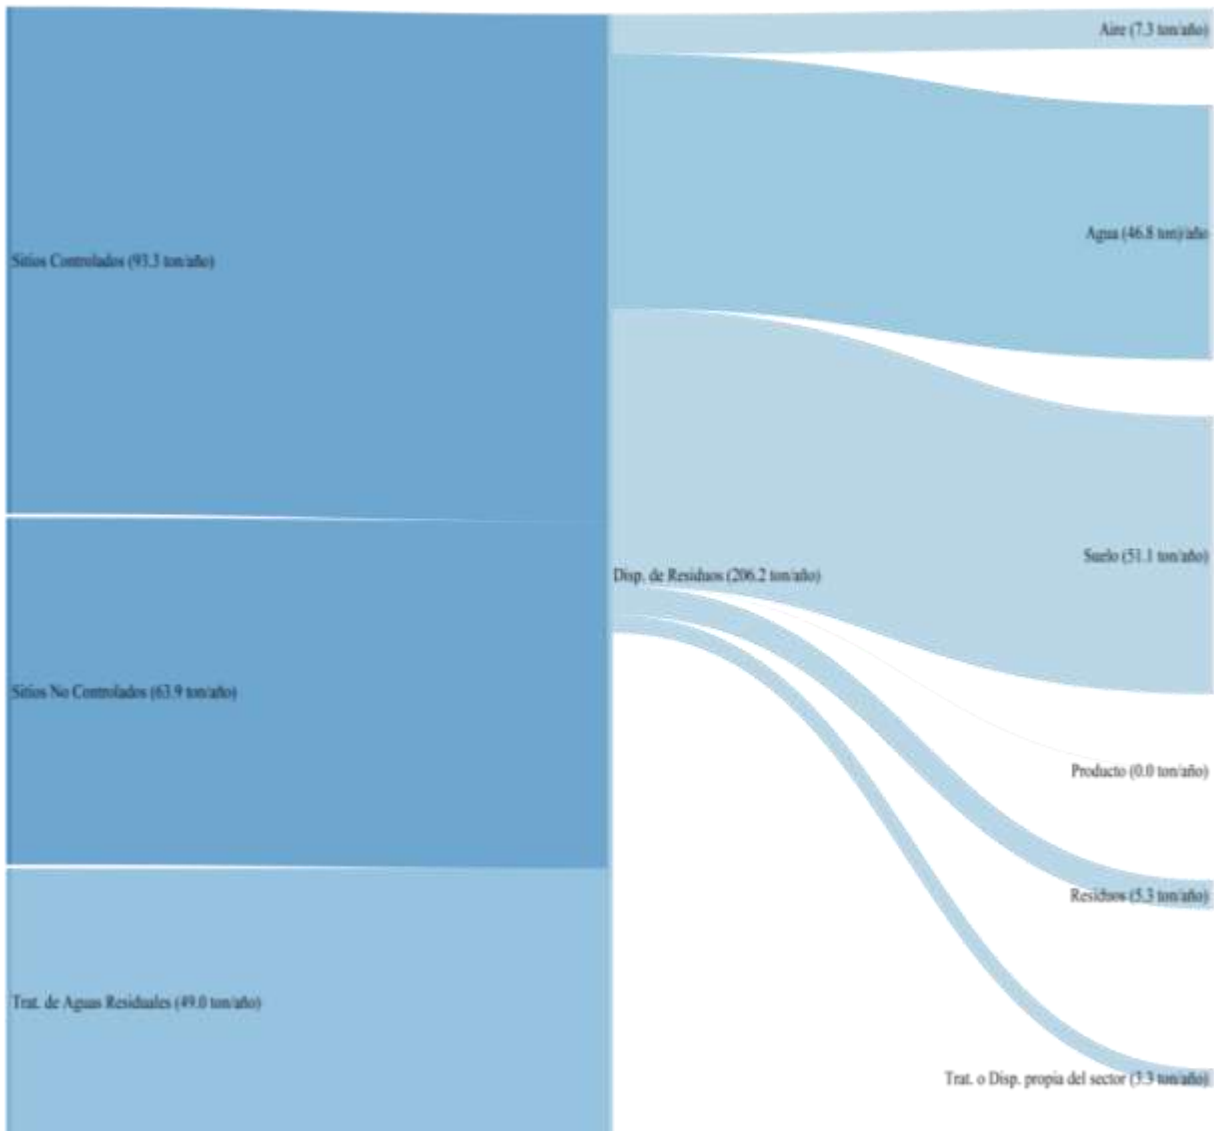 Aire (7.3 ton/año)
Agua (46.8 ton)/año
Sitios Controlados (93.3 ton/año)
Suelo (51.1 ton/año)
Disp. de Residuos (206.2 ton/año)
Sitios No Controlados (63.9 ton/año)
Producto (0.0 ton/año)
Residuos (5.3 ton/año)
Trat. de Aguas Residuales (49.0 ton/año)
Trat. o Disp. propia del sector (3.3 ton/año)